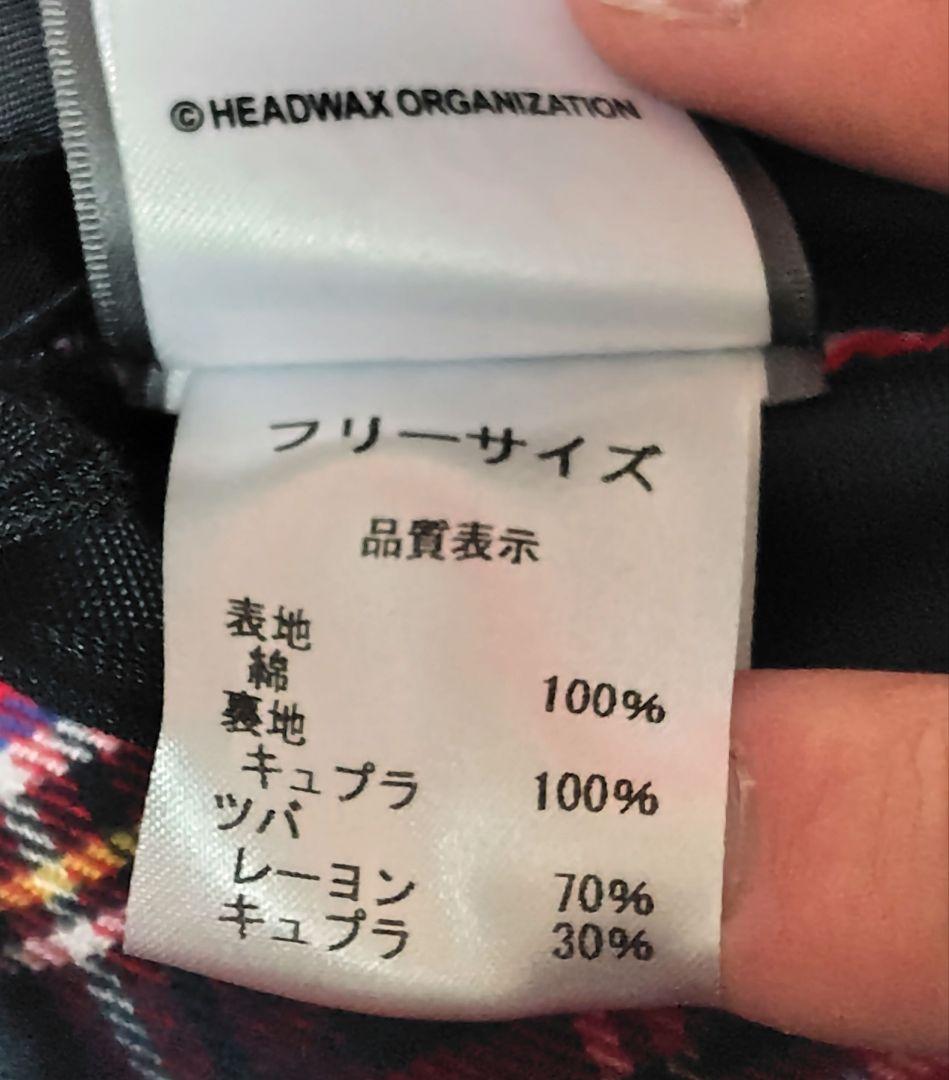 © HEADWAX ORGANIZATION
フリーサイズ
品質表示
表地
綿 100%
裏地
キュプラ 100%
ツバ
レーヨン 70%
キュプラ 30%